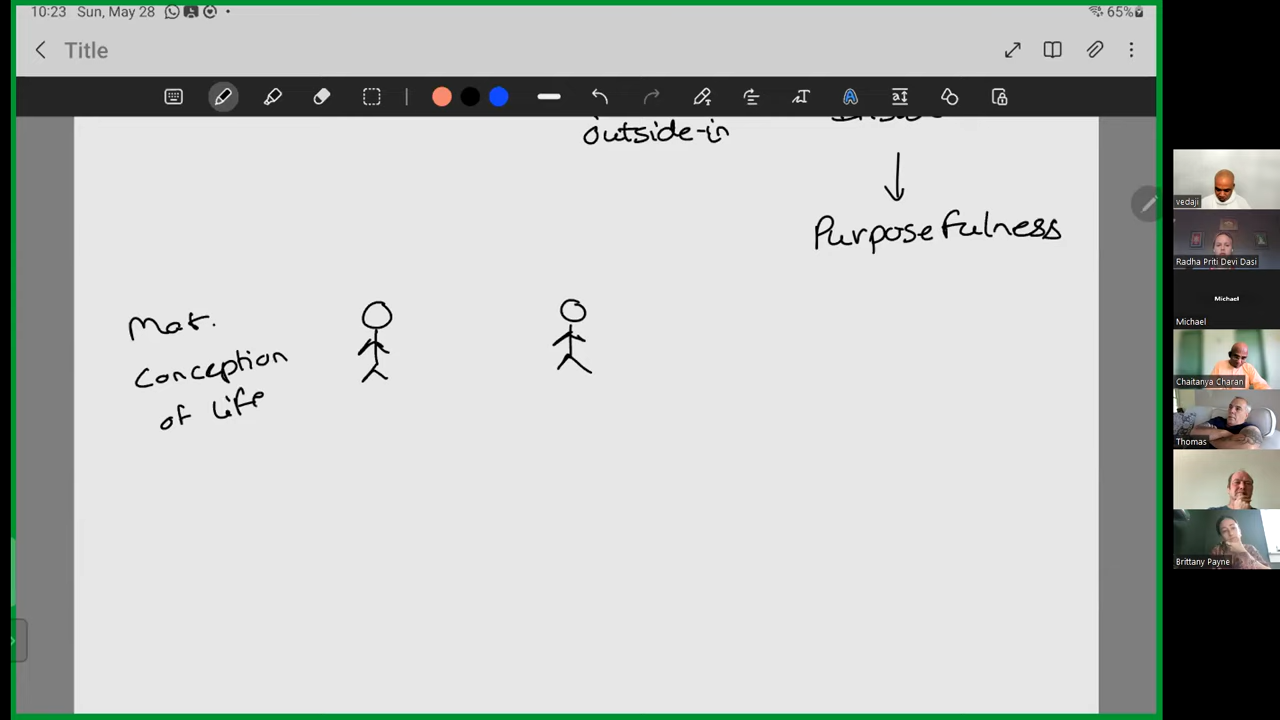 10:23 Sun, May 28
65%
Title
outside-in
Purposefulness
Mat.
conception
of life
vedaji
Radha Priti Devi Dasi
Michael
Michael
Chaitanya Charan
Thomas
Brittany Payne